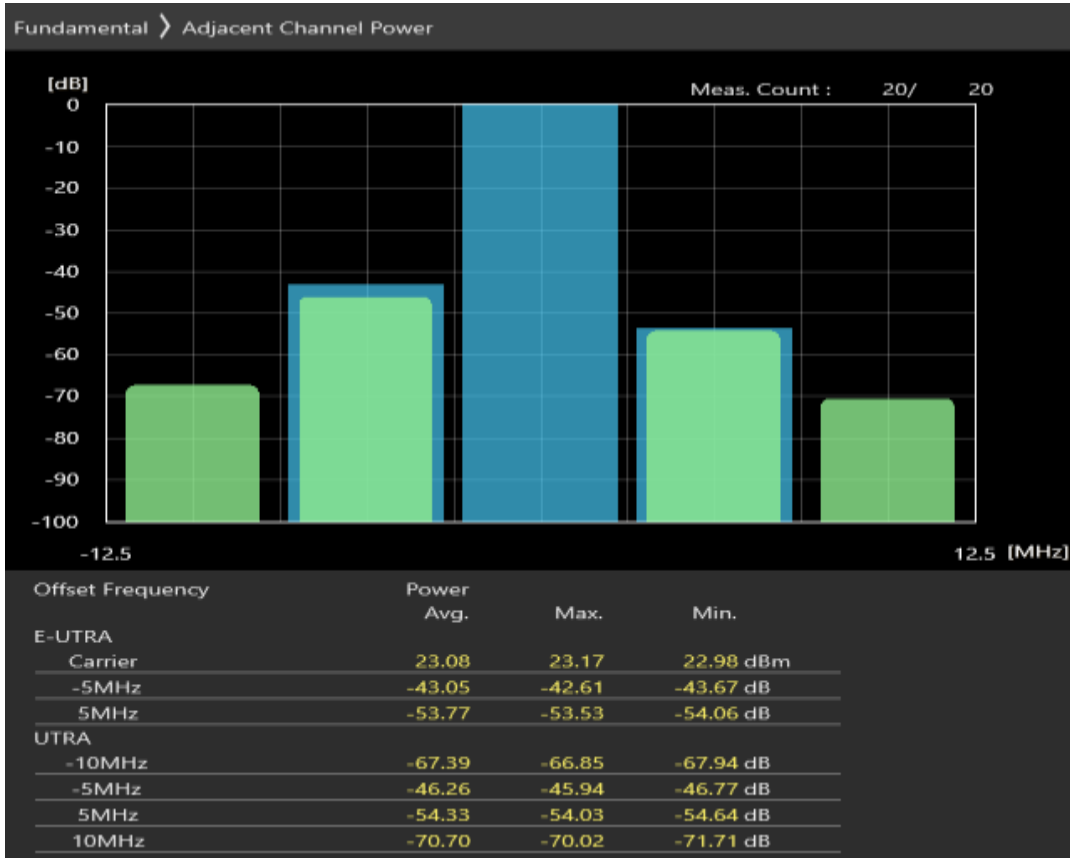 Fundamental ❯ Adjacent Channel Power
[dB]
Meas. Count : 20/ 20
0
-10
-20
-30
-40
-50
-60
-70
-80
-90
-100
-12.5 12.5 [MHz]
Offset Frequency Power
Avg. Max. Min.
E-UTRA
Carrier 23.08 23.17 22.98 dBm
-5MHz -43.05 -42.61 -43.67 dB
5MHz -53.77 -53.53 -54.06 dB
UTRA
-10MHz -67.39 -66.85 -67.94 dB
-5MHz -46.26 -45.94 -46.77 dB
5MHz -54.33 -54.03 -54.64 dB
10MHz -70.70 -70.02 -71.71 dB